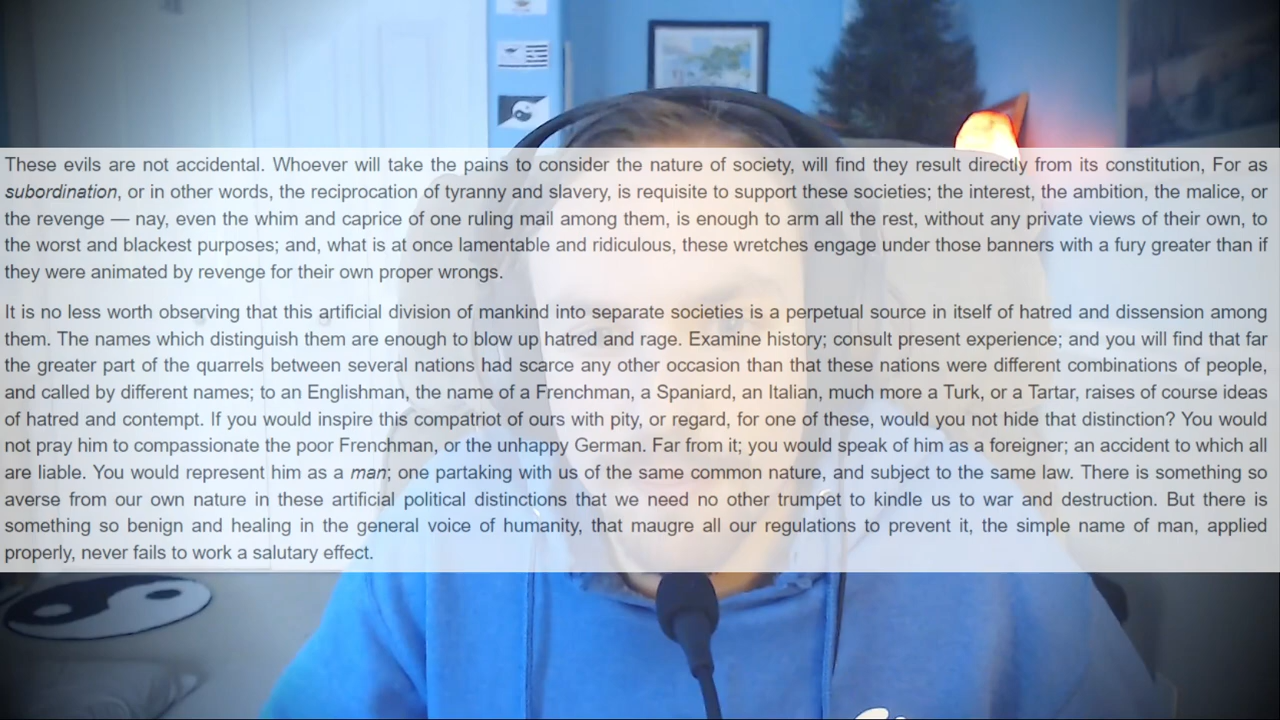 These evils are not accidental. Whoever will take the pains to consider the nature of society, will find they result directly from its constitution, For as
subordination, or in other words, the reciprocation of tyranny and slavery, is requisite to support these societies; the interest, the ambition, the malice, or
the revenge — nay, even the whim and caprice of one ruling mail among them, is enough to arm all the rest, without any private views of their own, to
the worst and blackest purposes; and, what is at once lamentable and ridiculous, these wretches engage under those banners with a fury greater than if
they were animated by revenge for their own proper wrongs.
It is no less worth observing that this artificial division of mankind into separate societies is a perpetual source in itself of hatred and dissension among
them. The names which distinguish them are enough to blow up hatred and rage. Examine history; consult present experience; and you will find that far
the greater part of the quarrels between several nations had scarce any other occasion than that these nations were different combinations of people,
and called by different names; to an Englishman, the name of a Frenchman, a Spaniard, an Italian, much more a Turk, or a Tartar, raises of course ideas
of hatred and contempt. If you would inspire this compatriot of ours with pity, or regard, for one of these, would you not hide that distinction? You would
not pray him to compassionate the poor Frenchman, or the unhappy German. Far from it; you would speak of him as a foreigner; an accident to which all
are liable. You would represent him as a man; one partaking with us of the same common nature, and subject to the same law. There is something so
averse from our own nature in these artificial political distinctions that we need no other trumpet to kindle us to war and destruction. But there is
something so benign and healing in the general voice of humanity, that maugre all our regulations to prevent it, the simple name of man, applied
properly, never fails to work a salutary effect.